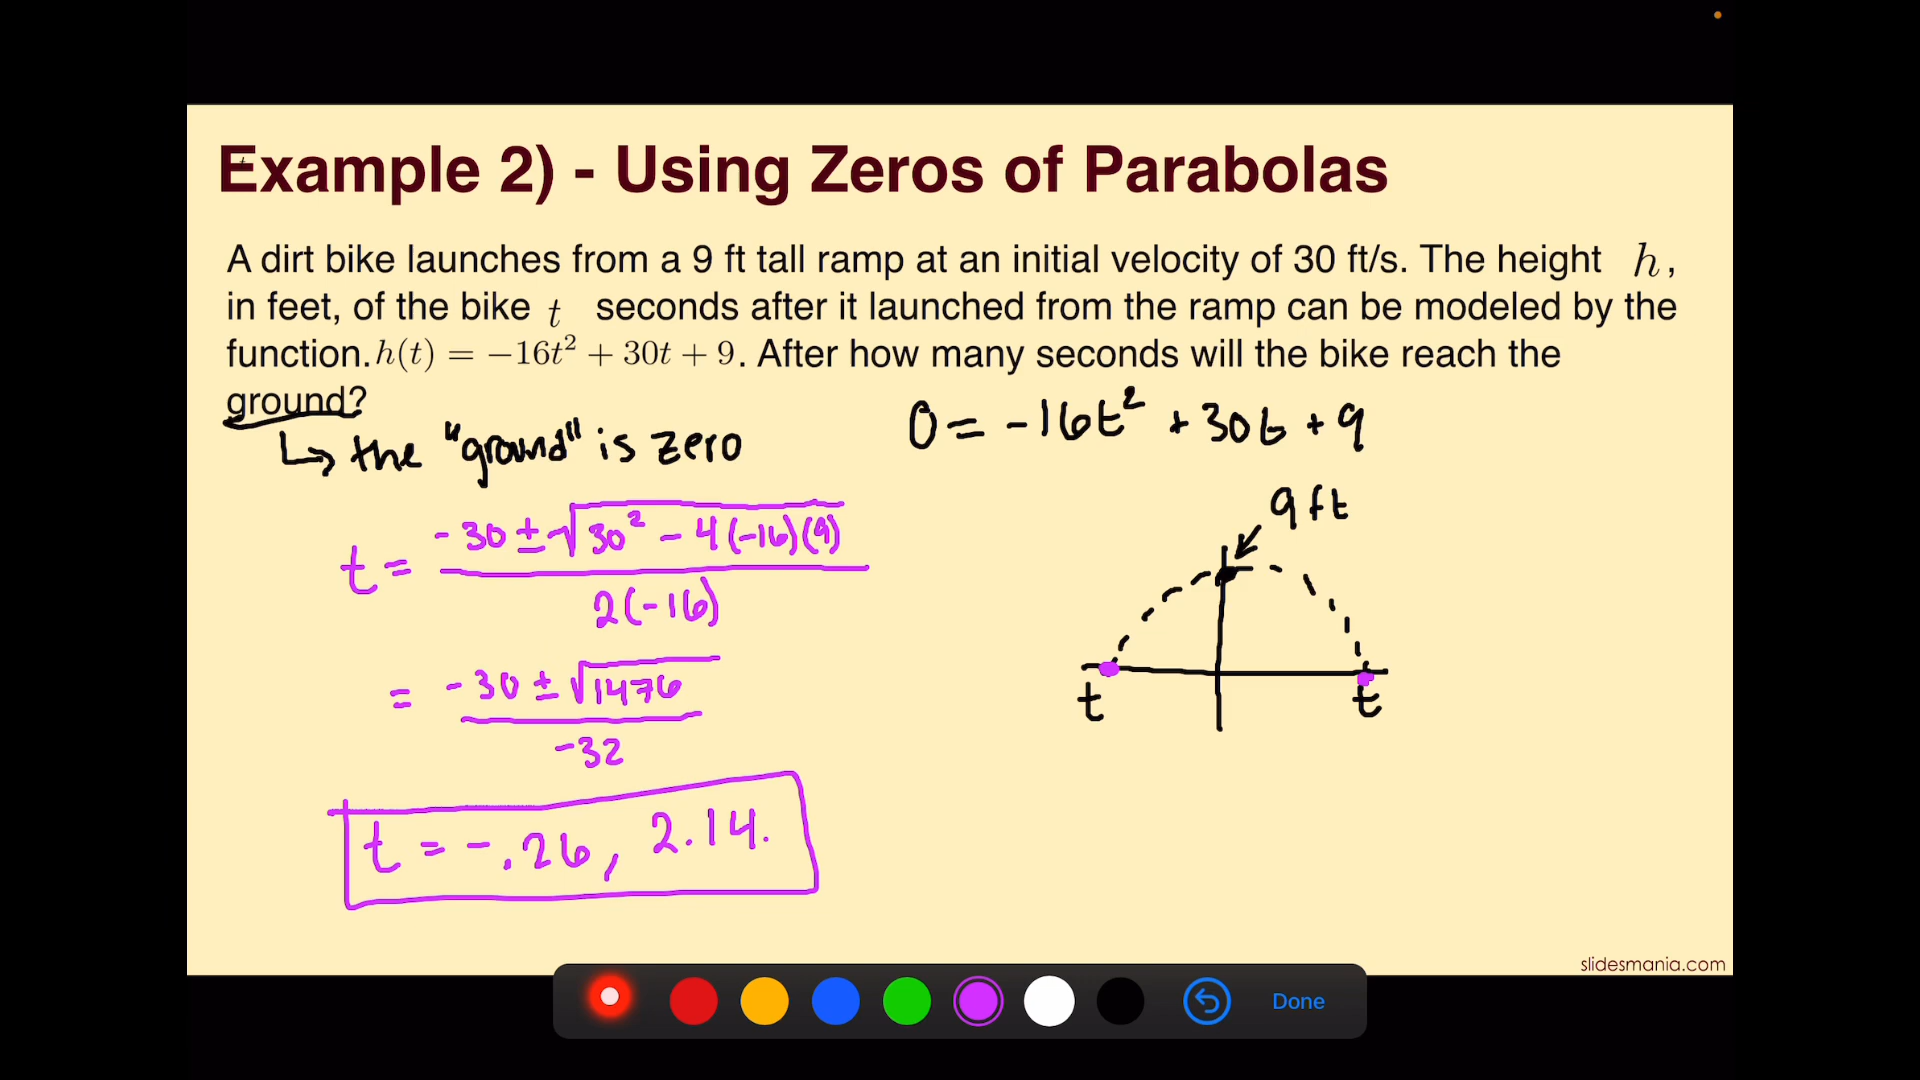 Example 2) - Using Zeros of Parabolas
A dirt bike launches from a 9 ft tall ramp at an initial velocity of 30 ft/s. The height h,
in feet, of the bike t seconds after it launched from the ramp can be modeled by the
function. h(t) = −16t² + 30t + 9. After how many seconds will the bike reach the
ground?
↳ the "ground" is zero
0 = -16t² + 30t + 9
9 ft
t = (-30 ± √(30² - 4(-16)(9))) / 2(-16)
t t
= (-30 ± √1476) / -32
t = -.26, 2.14.
slidesmania.com
Done